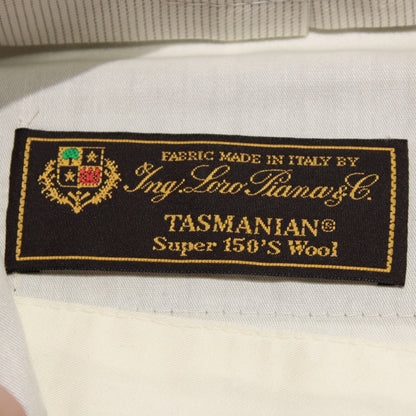 FABRIC MADE IN ITALY BY
Ing. Loro Piana & C.
TASMANIAN®
Super 150'S Wool